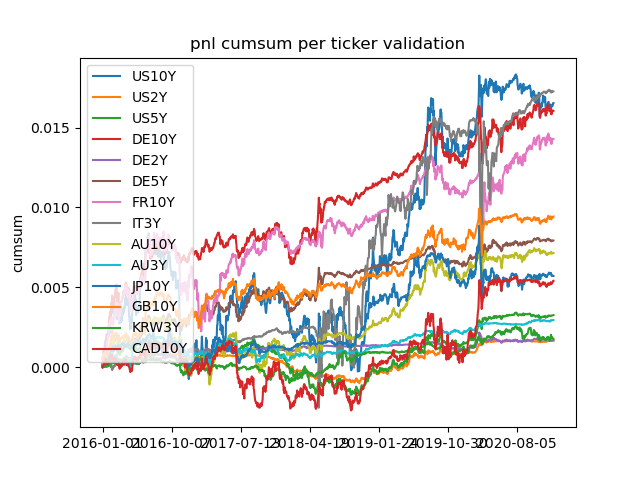 pnl cumsum per ticker validation
US10Y
US2Y
US5Y
DE10Y
DE2Y
DE5Y
FR10Y
IT3Y
AU10Y
AU3Y
JP10Y
GB10Y
KRW3Y
CAD10Y
cumsum
0.015
0.010
0.005
0.000
2016-01-01 2016-10-07 2017-07-13 2018-04-19 2019-01-24 2019-10-30 2020-08-05